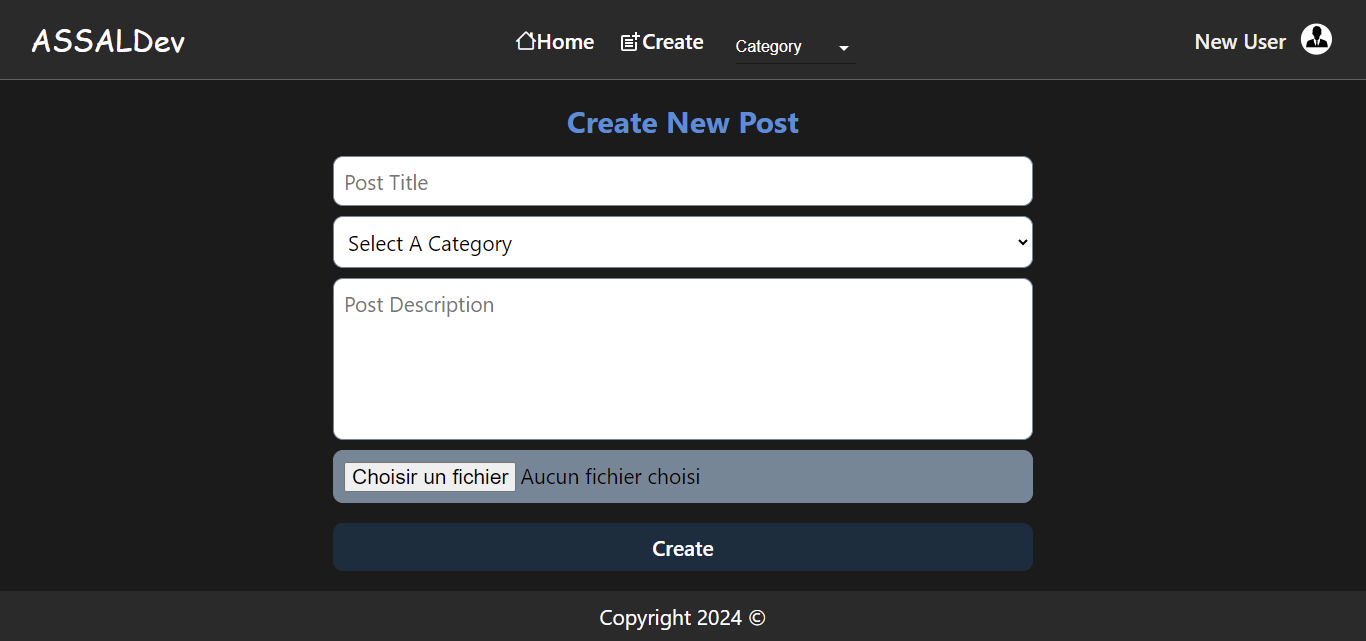 ASSALDev
Home
Create
Category
New User
Create New Post
Post Title
Select A Category
Post Description
Choisir un fichier Aucun fichier choisi
Create
Copyright 2024 ©